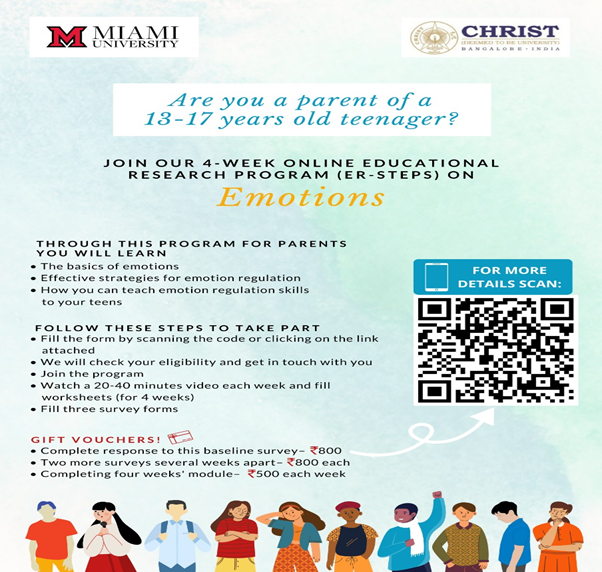 MIAMI
UNIVERSITY
CHRIST
(DEEMED TO BE UNIVERSITY)
BANGALORE · INDIA
Are you a parent of a
13-17 years old teenager?
JOIN OUR 4-WEEK ONLINE EDUCATIONAL
RESEARCH PROGRAM (ER-STEPS) ON
Emotions
THROUGH THIS PROGRAM FOR PARENTS
YOU WILL LEARN
• The basics of emotions
• Effective strategies for emotion regulation
• How you can teach emotion regulation skills
to your teens
FOR MORE
DETAILS SCAN:
FOLLOW THESE STEPS TO TAKE PART
• Fill the form by scanning the code or clicking on the link
attached
• We will check your eligibility and get in touch with you
• Join the program
• Watch a 20-40 minutes video each week and fill
worksheets (for 4 weeks)
• Fill three survey forms
GIFT VOUCHERS!
• Complete response to this baseline survey– ₹800
• Two more surveys several weeks apart– ₹800 each
• Completing four weeks' module– ₹500 each week